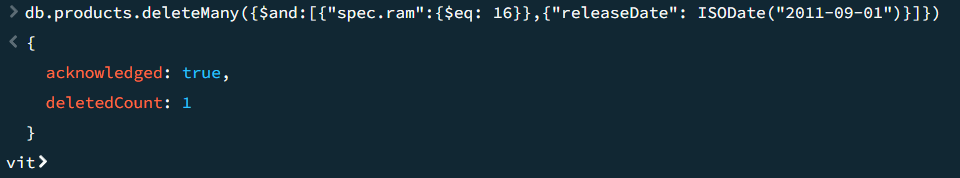 > db.products.deleteMany({$and:[{"spec.ram":{$eq: 16}},{"releaseDate": ISODate("2011-09-01")}]})
< {
acknowledged: true,
deletedCount: 1
}
vit>